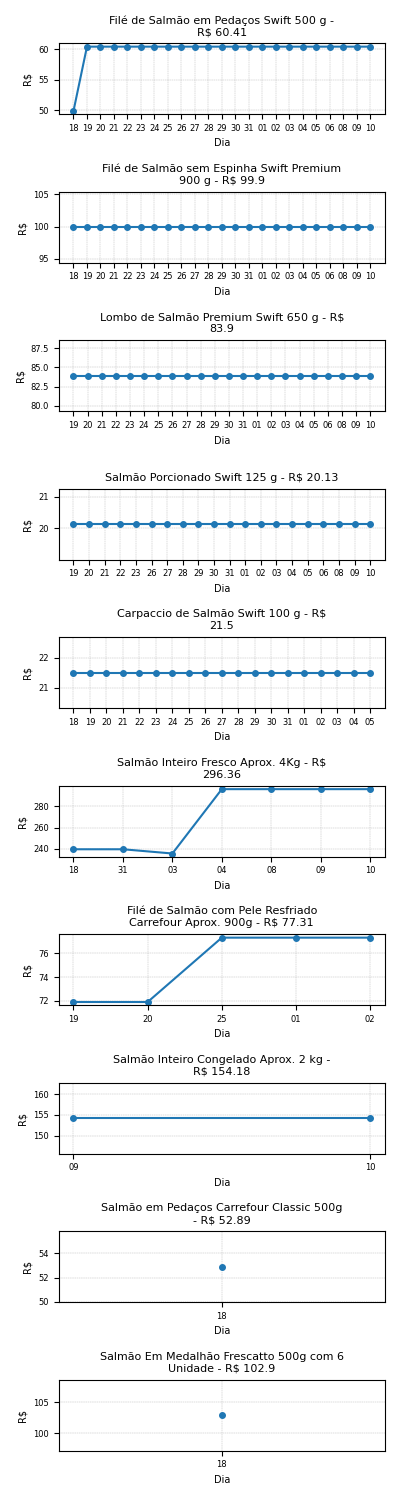 Filé de Salmão em Pedaços Swift 500 g -
R$ 60.41
60
55
50
R$
18 19 20 21 22 23 24 25 26 27 28 29 30 31 01 02 03 04 05 06 08 09 10
Dia
Filé de Salmão sem Espinha Swift Premium
900 g - R$ 99.9
105
100
95
R$
18 19 20 21 22 23 24 25 26 27 28 29 30 31 01 02 03 04 05 06 08 09 10
Dia
Lombo de Salmão Premium Swift 650 g - R$
83.9
87.5
85.0
82.5
80.0
R$
19 20 21 22 23 24 25 26 27 28 29 30 31 01 02 03 04 05 06 08 09 10
Dia
Salmão Porcionado Swift 125 g - R$ 20.13
21
20
R$
19 20 21 22 23 26 27 28 29 30 31 01 02 03 04 05 06 08 09 10
Dia
Carpaccio de Salmão Swift 100 g - R$
21.5
22
21
R$
18 19 20 21 22 23 24 25 26 27 28 29 30 31 01 02 03 04 05
Dia
Salmão Inteiro Fresco Aprox. 4Kg - R$
296.36
280
260
240
R$
18 31 03 04 08 09 10
Dia
Filé de Salmão com Pele Resfriado
Carrefour Aprox. 900g - R$ 77.31
76
74
72
R$
19 20 25 01 02
Dia
Salmão Inteiro Congelado Aprox. 2 kg -
R$ 154.18
160
155
150
R$
09 10
Dia
Salmão em Pedaços Carrefour Classic 500g
- R$ 52.89
54
52
50
R$
18
Dia
Salmão Em Medalhão Frescatto 500g com 6
Unidade - R$ 102.9
105
100
R$
18
Dia